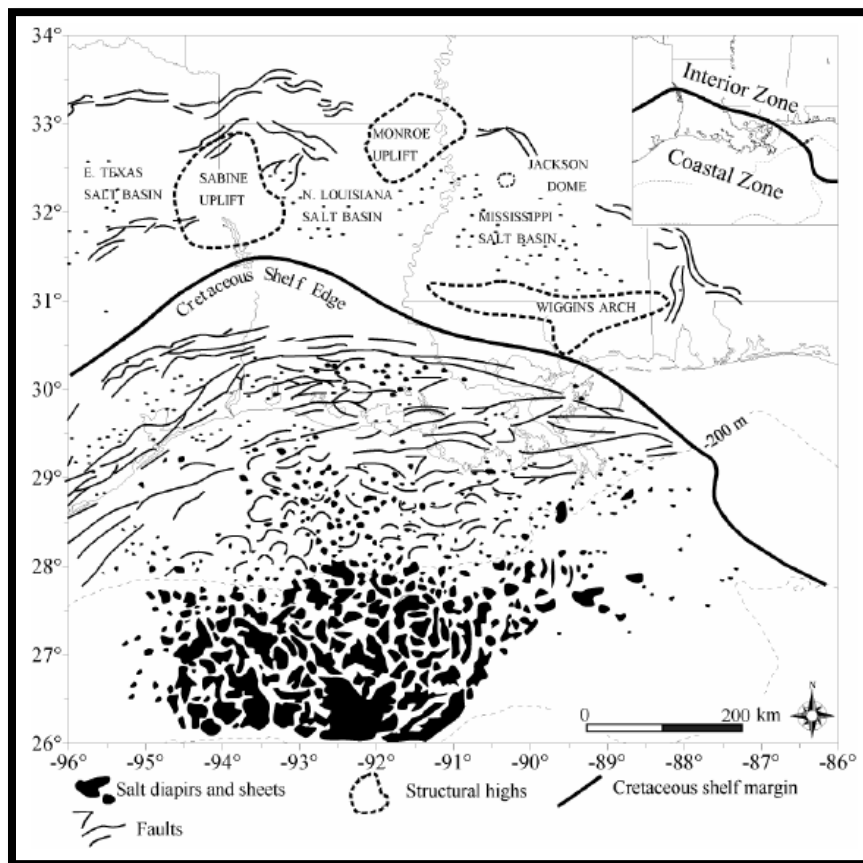 34°
33°
32°
31°
30°
29°
28°
27°
26°
-96
-95°
-94°
-93°
-92°
-91°
-90°
-89°
-88°
-87°
-86°
Interior Zone
Coastal Zone
MONROE
UPLIFT
JACKSON
DOME
E. TEXAS
SALT BASIN
SABINE
UPLIFT
N. LOUISIANA
SALT BASIN
MISSISSIPPI
SALT BASIN
Cretaceous Shelf Edge
WIGGINS ARCH
-200 m
N
0 200 km
Salt diapirs and sheets
Structural highs
Cretaceous shelf margin
Faults